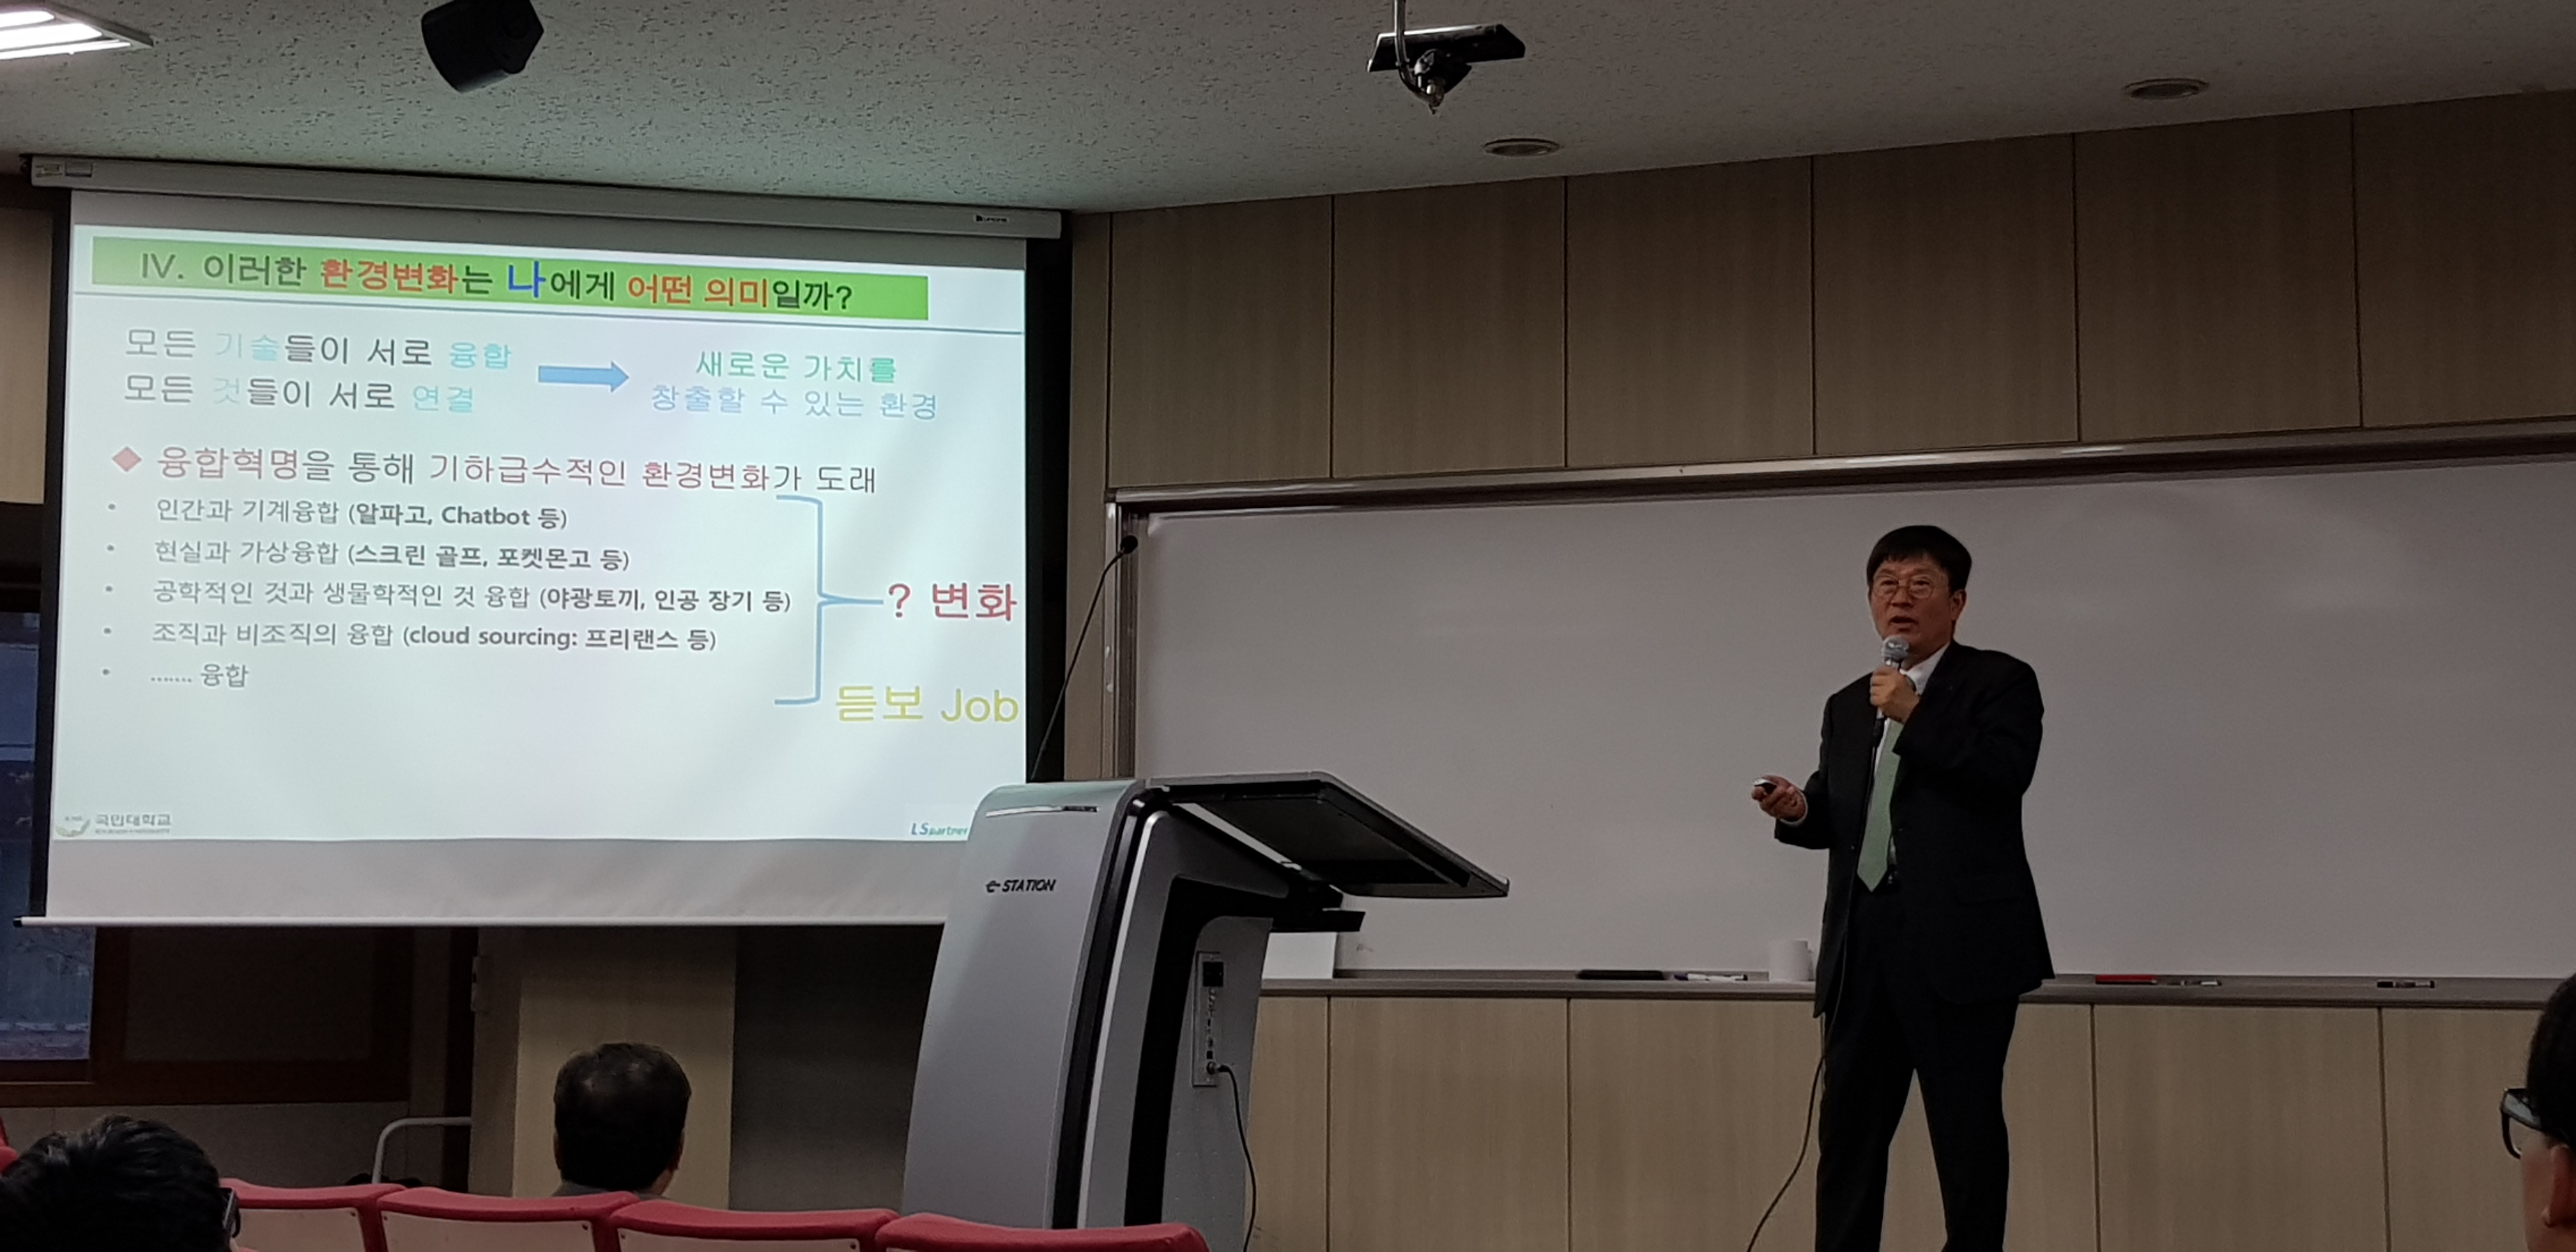 IV. 이러한 환경변화는 나에게 어떤 의미일까?
모든 기술들이 서로 융합
모든 것들이 서로 연결
새로운 가치를
창출할 수 있는 환경
◆ 융합혁명을 통해 기하급수적인 환경변화가 도래
• 인간과 기계융합 (알파고, Chatbot 등)
• 현실과 가상융합 (스크린 골프, 포켓몬고 등)
• 공학적인 것과 생물학적인 것 융합 (야광토끼, 인공 장기 등)
• 조직과 비조직의 융합 (cloud sourcing: 프리랜스 등)
• ....... 융합
? 변화
듣보 Job
국민대학교
LSpartner
e-STATION